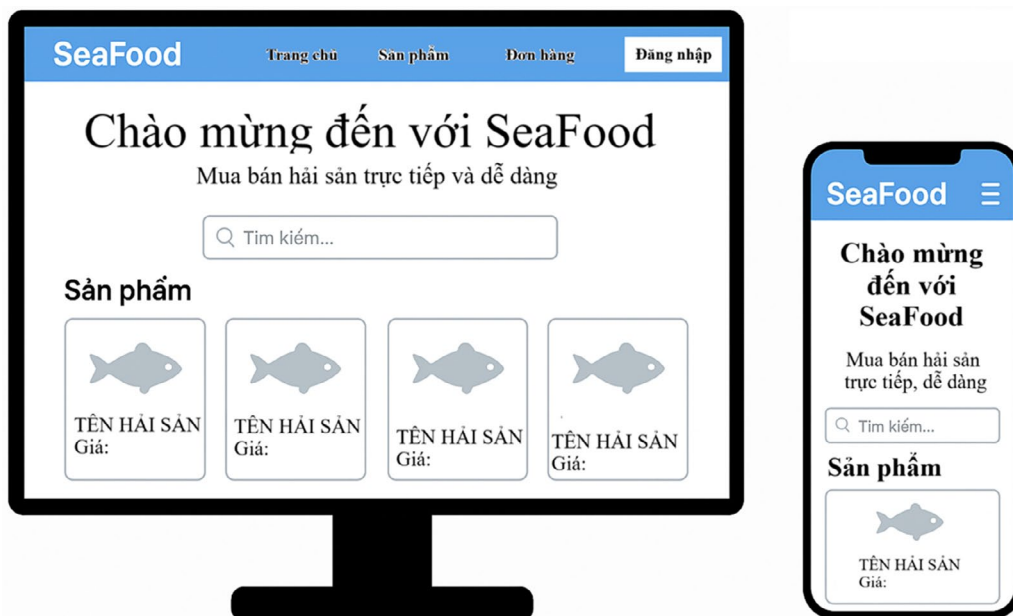 SeaFood
Trang chủ
Sản phẩm
Đơn hàng
Đăng nhập
Chào mừng đến với SeaFood
Mua bán hải sản trực tiếp và dễ dàng
Tìm kiếm...
Sản phẩm
TÊN HẢI SẢN
Giá:
TÊN HẢI SẢN
Giá:
TÊN HẢI SẢN
Giá:
TÊN HẢI SẢN
Giá:
SeaFood
Chào mừng
đến với
SeaFood
Mua bán hải sản
trực tiếp, dễ dàng
Tìm kiếm...
Sản phẩm
TÊN HẢI SẢN
Giá: